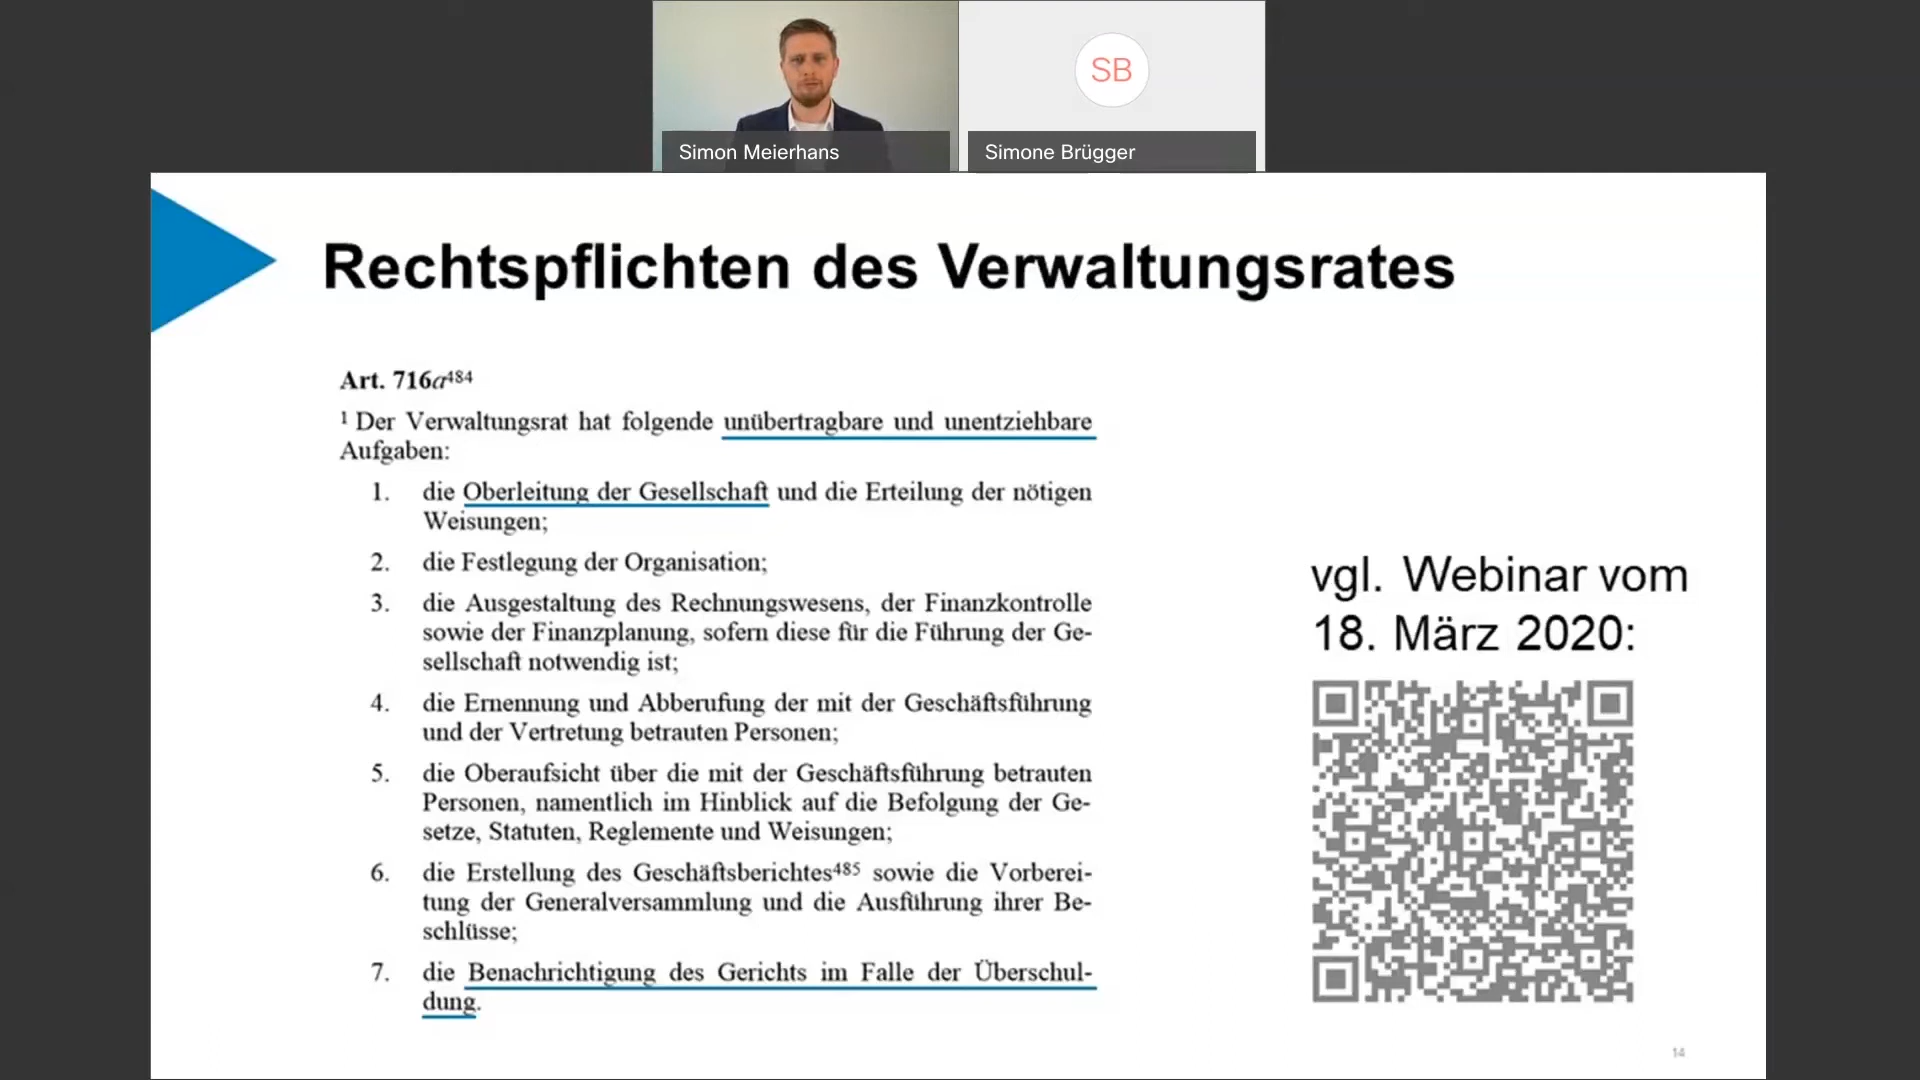 SB
Simon Meierhans
Simone Brügger
Rechtspflichten des Verwaltungsrates
Art. 716a⁴⁸⁴
¹ Der Verwaltungsrat hat folgende unübertragbare und unentziehbare
Aufgaben:
1. die Oberleitung der Gesellschaft und die Erteilung der nötigen
Weisungen;
2. die Festlegung der Organisation;
3. die Ausgestaltung des Rechnungswesens, der Finanzkontrolle
sowie der Finanzplanung, sofern diese für die Führung der Ge-
sellschaft notwendig ist;
4. die Ernennung und Abberufung der mit der Geschäftsführung
und der Vertretung betrauten Personen;
5. die Oberaufsicht über die mit der Geschäftsführung betrauten
Personen, namentlich im Hinblick auf die Befolgung der Ge-
setze, Statuten, Reglemente und Weisungen;
6. die Erstellung des Geschäftsberichtes⁴⁸⁵ sowie die Vorberei-
tung der Generalversammlung und die Ausführung ihrer Be-
schlüsse;
7. die Benachrichtigung des Gerichts im Falle der Überschul-
dung.
vgl. Webinar vom
18. März 2020:
14